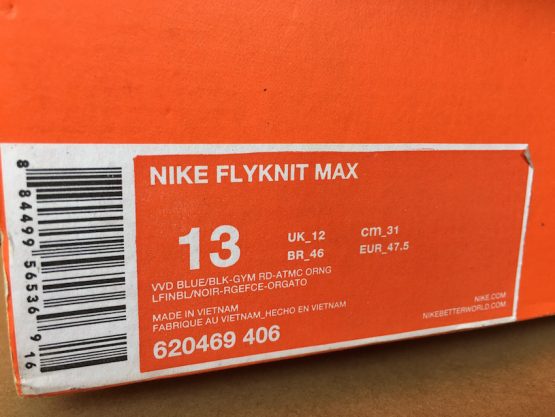 8 84499 56536 9 16
NIKE FLYKNIT MAX
13
UK_12
Cm_31
BR_46
EUR_47.5
VVD BLUE/BLK-GYM RD-ATMC ORNG
LFINBL/NOIR-RGEFCE-ORGATO
MADE IN VIETNAM
FABRIQUE AU VIETNAM_HECHO EN VIETNAM
620469 406
NIKE.COM
NIKEBETTERWORLD.COM